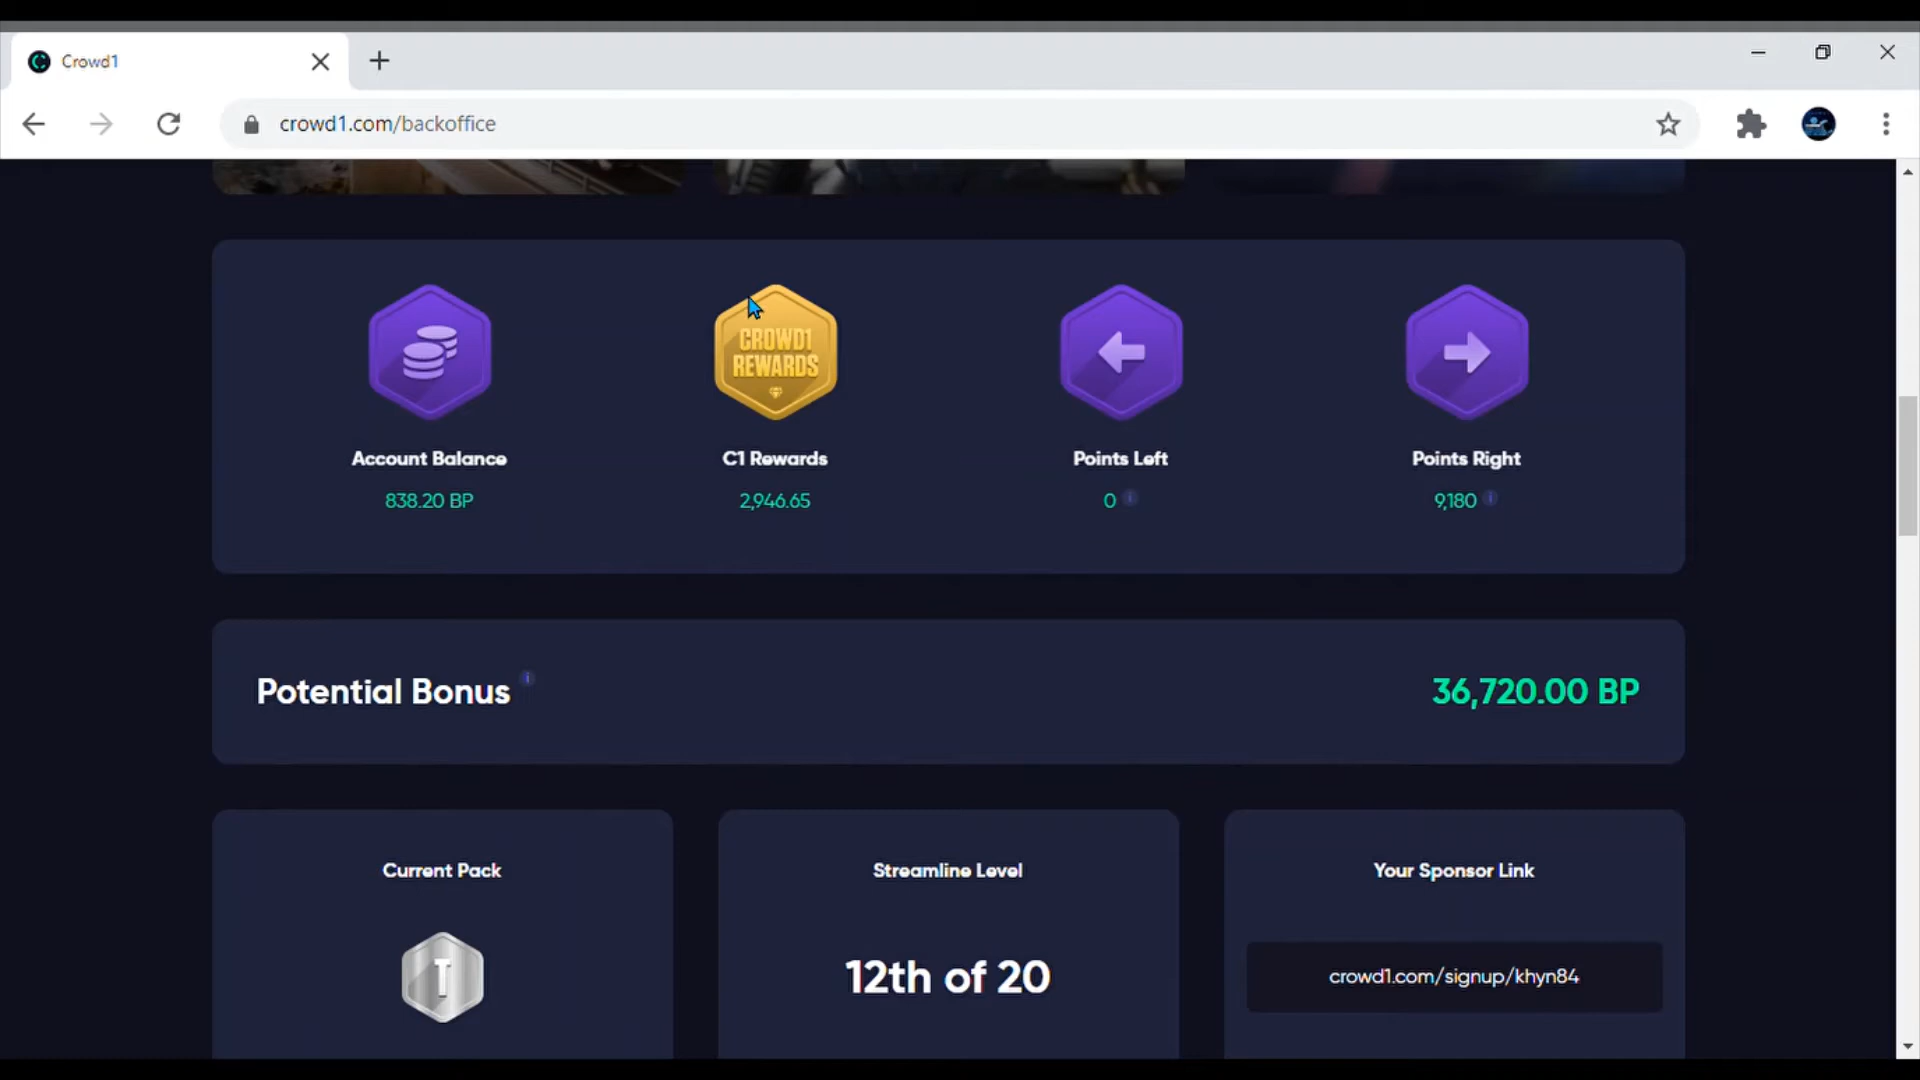 Crowd1
crowd1.com/backoffice
CROWD1
REWARDS
Account Balance
C1 Rewards
Points Left
Points Right
838.20 BP
2,946.65
0 i
9,180 i
Potential Bonus i
36,720.00 BP
Current Pack
Streamline Level
Your Sponsor Link
T
12th of 20
crowd1.com/signup/khyn84